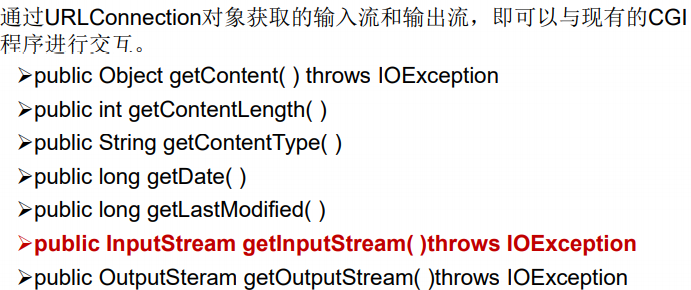 通过URLConnection对象获取的输入流和输出流，即可以与现有的CGI
程序进行交互。
➢public Object getContent( ) throws IOException
➢public int getContentLength( )
➢public String getContentType( )
➢public long getDate( )
➢public long getLastModified( )
➢public InputStream getInputStream( )throws IOException
➢public OutputSteram getOutputStream( )throws IOException